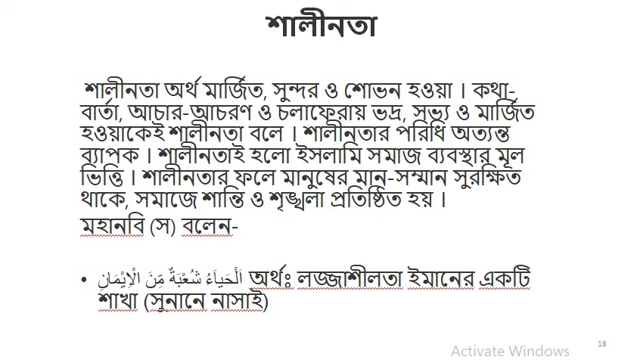 শালীনতা
শালীনতা অর্থ মার্জিত, সুন্দর ও শোভন হওয়া । কথা-
বার্তা, আচার-আচরণ ও চলাফেরায় ভদ্র, সভ্য ও মার্জিত
হওয়াকেই শালীনতা বলে । শালীনতার পরিধি অত্যন্ত
ব্যাপক । শালীনতাই হলো ইসলামি সমাজ ব্যবস্থার মূল
ভিত্তি । শালীনতার ফলে মানুষের মান-সম্মান সুরক্ষিত
থাকে, সমাজে শান্তি ও শৃঙ্খলা প্রতিষ্ঠিত হয় ।
মহানবি (স) বলেন-
• اَلْحَيَاءُ شُعْبَةٌ مِّنَ الْاِيْمَانِ অর্থঃ লজ্জাশীলতা ইমানের একটি
শাখা (সুনানে নাসাই)
18
Activate Windows